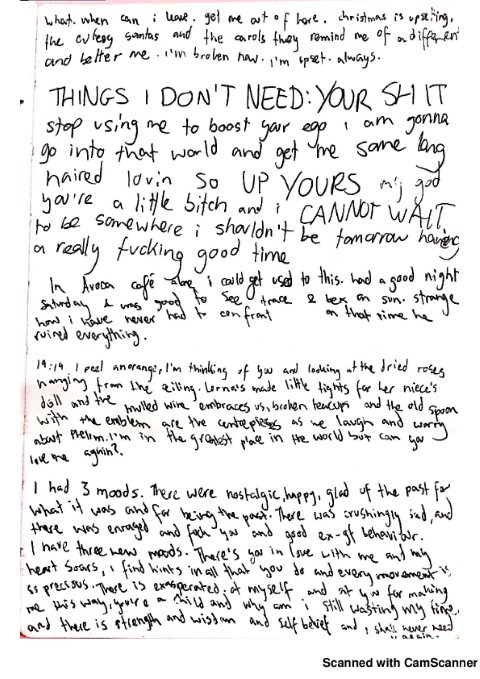 what. when can i leave. get me out of here. christmas is upsetting,
the cutesy santas and the carols they remind me of a different
and better me. i'm broken now. i'm upset. always.
THINGS I DON'T NEED: YOUR SHIT
stop using me to boost your ego i am gonna
go into that world and get me some long
haired lovin so UP YOURS my god
you're a little bitch and i CANNOT WAIT
to be somewhere i shouldn't be tomorrow having
a really fucking good time
In Avoca café alone, i could get used to this. had a good night
Saturday & was good to see & on sun. strange
how i have never had to confront on that time he
ruined everything.
14:14. I peel an orange, I'm thinking of you and looking at the dried roses
hanging from the ceiling. Lorna's made little tights for her niece's
doll and the mulled wine embraces us, broken teacups and the old spoon
with the emblem are the centrepieces as we laugh and worry
about I'm in the greatest place in the world but can you
love me again?
I had 3 moods. There were nostalgic, happy, glad of the past for
what it was and for being the past. There was crushingly sad, and
there was enraged and fuck you and good ex-gf behaviour.
I have three new moods. There's you in love with me and my
heart soars, i find hints in all that you do and every movement is
so precious. There is exasperated; at myself and at you for making
me this way, you're a child and why am i still wasting my time,
and there is strength and wisdom and self belief and i shall never need
again.
Scanned with CamScanner